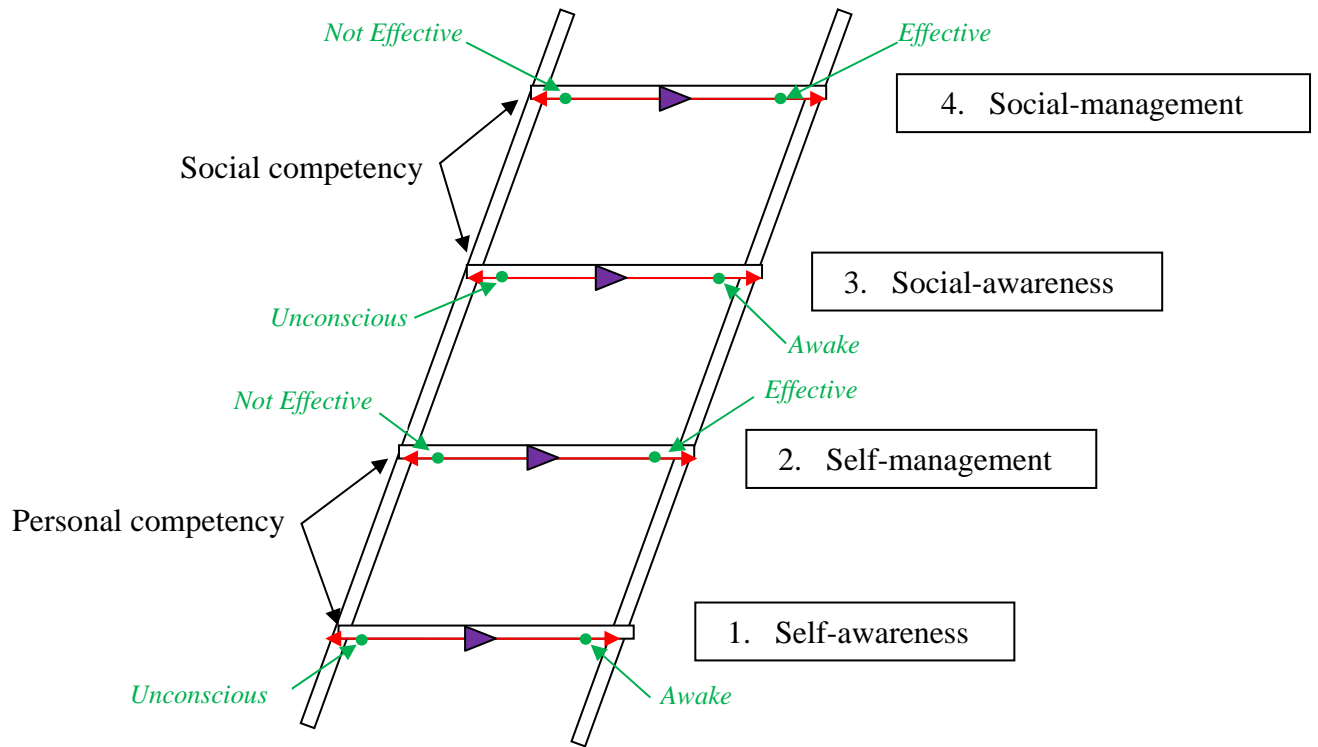 Not Effective
Effective
4. Social-management
Social competency
3. Social-awareness
Unconscious
Awake
Not Effective
Effective
2. Self-management
Personal competency
1. Self-awareness
Unconscious
Awake